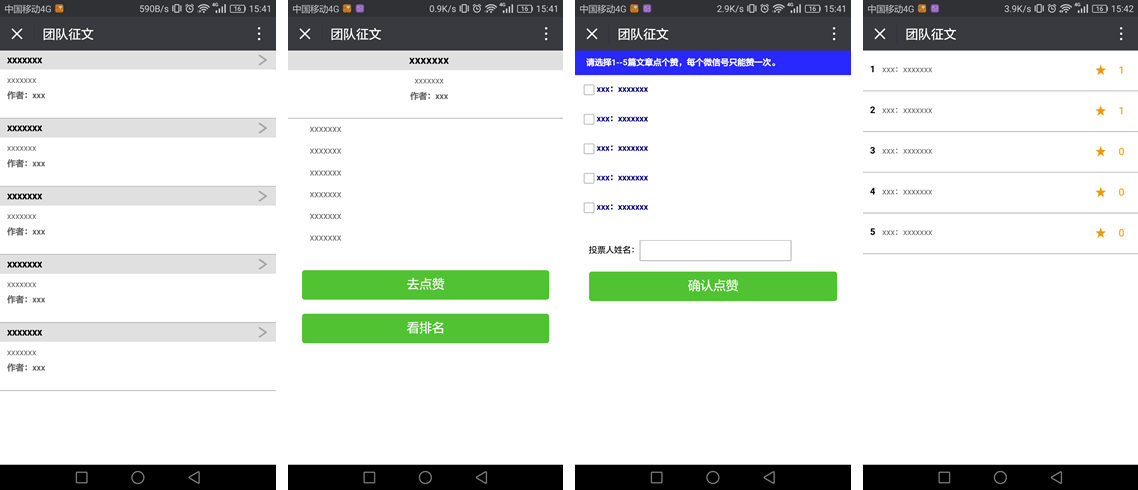 中国移动4G 590B/s 4G 16 15:41
团队征文
xxxxxxx
xxxxxxx
作者：xxx
xxxxxxx
xxxxxxx
作者：xxx
xxxxxxx
xxxxxxx
作者：xxx
xxxxxxx
xxxxxxx
作者：xxx
xxxxxxx
xxxxxxx
作者：xxx
中国移动4G 0.9K/s 4G 16 15:41
团队征文
xxxxxxx
xxxxxxx
作者：xxx
xxxxxxx
xxxxxxx
xxxxxxx
xxxxxxx
xxxxxxx
xxxxxxx
去点赞
看排名
中国移动4G 2.9K/s 4G 16 15:41
团队征文
请选择1--5篇文章点个赞，每个微信号只能赞一次。
xxx：xxxxxxx
xxx：xxxxxxx
xxx：xxxxxxx
xxx：xxxxxxx
xxx：xxxxxxx
投票人姓名：
确认点赞
中国移动4G 3.9K/s 4G 16 15:42
团队征文
1 xxx：xxxxxxx ★ 1
2 xxx：xxxxxxx ★ 1
3 xxx：xxxxxxx ★ 0
4 xxx：xxxxxxx ★ 0
5 xxx：xxxxxxx ★ 0